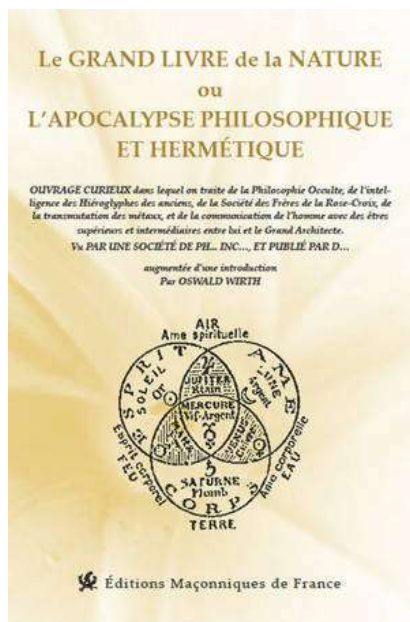 Le GRAND LIVRE de la NATURE
ou
L'APOCALYPSE PHILOSOPHIQUE
ET HERMÉTIQUE
OUVRAGE CURIEUX dans lequel on traite de la Philosophie Occulte, de l'intel-
ligence des Hiéroglyphes des anciens, de la Société des Frères de la Rose-Croix, de
la transmutation des métaux, et de la communication de l'homme avec des êtres
supérieurs et intermédiaires entre lui et le Grand Architecte.
Vu PAR UNE SOCIÉTÉ DE PH... INC..., ET PUBLIÉ PAR D...
augmentée d'une introduction
Par OSWALD WIRTH
AIR
Ame spirituelle
ESPRIT
AME
SOLEIL
Or
JUPITER
Etain
LUNE
Argent
MERCURE
Vif-Argent
MARS
VENUS
Esprit corporel
FEU
Ame corporelle
EAU
SATURNE
Plomb
CORPS
TERRE
Éditions Maçonniques de France